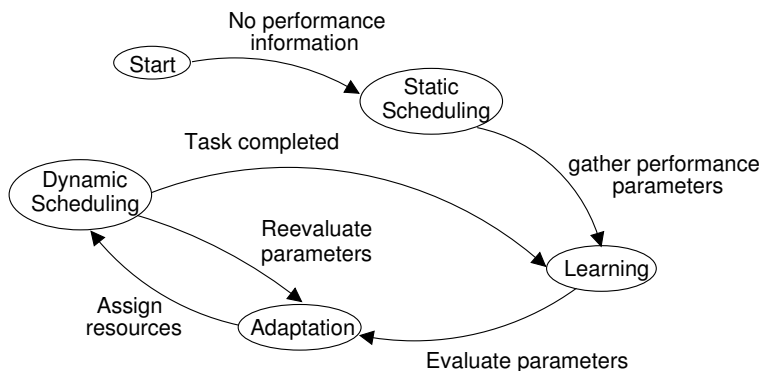 No performance
information
Start
Static
Scheduling
Task completed
gather performance
parameters
Dynamic
Scheduling
Reevaluate
parameters
Learning
Assign
resources
Adaptation
Evaluate parameters